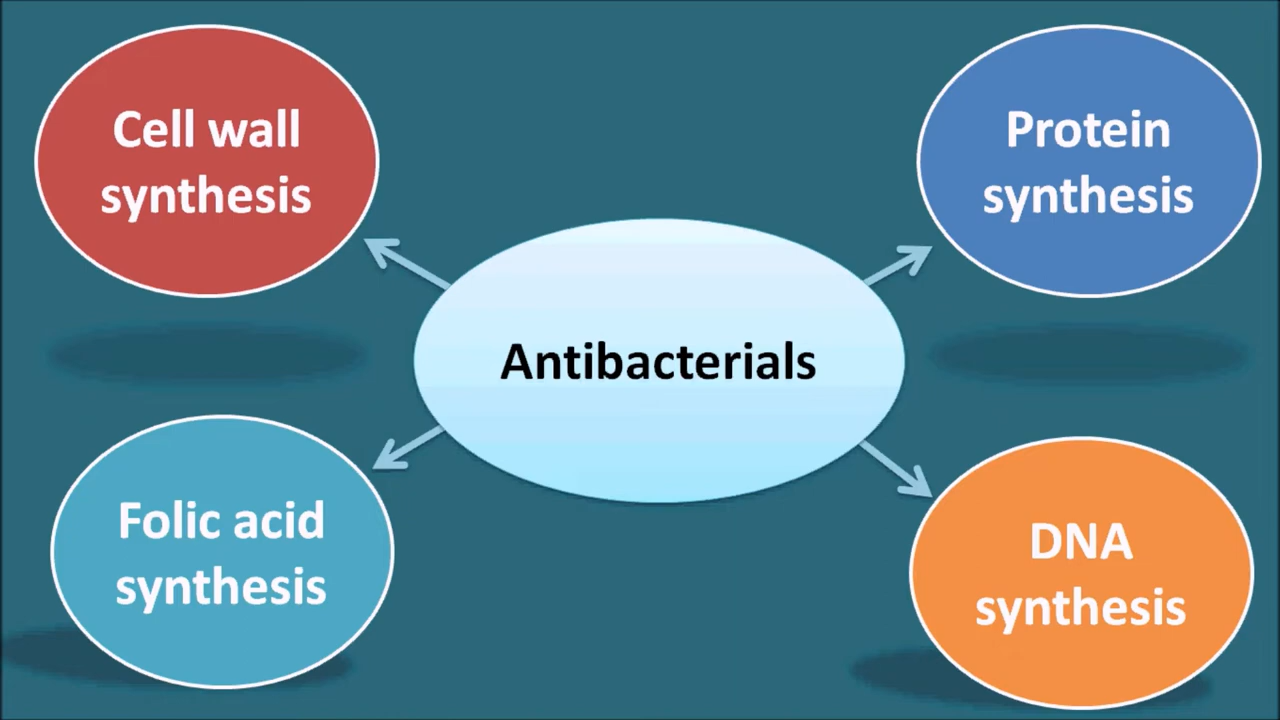 Cell wall
synthesis
Protein
synthesis
Antibacterials
Folic acid
synthesis
DNA
synthesis